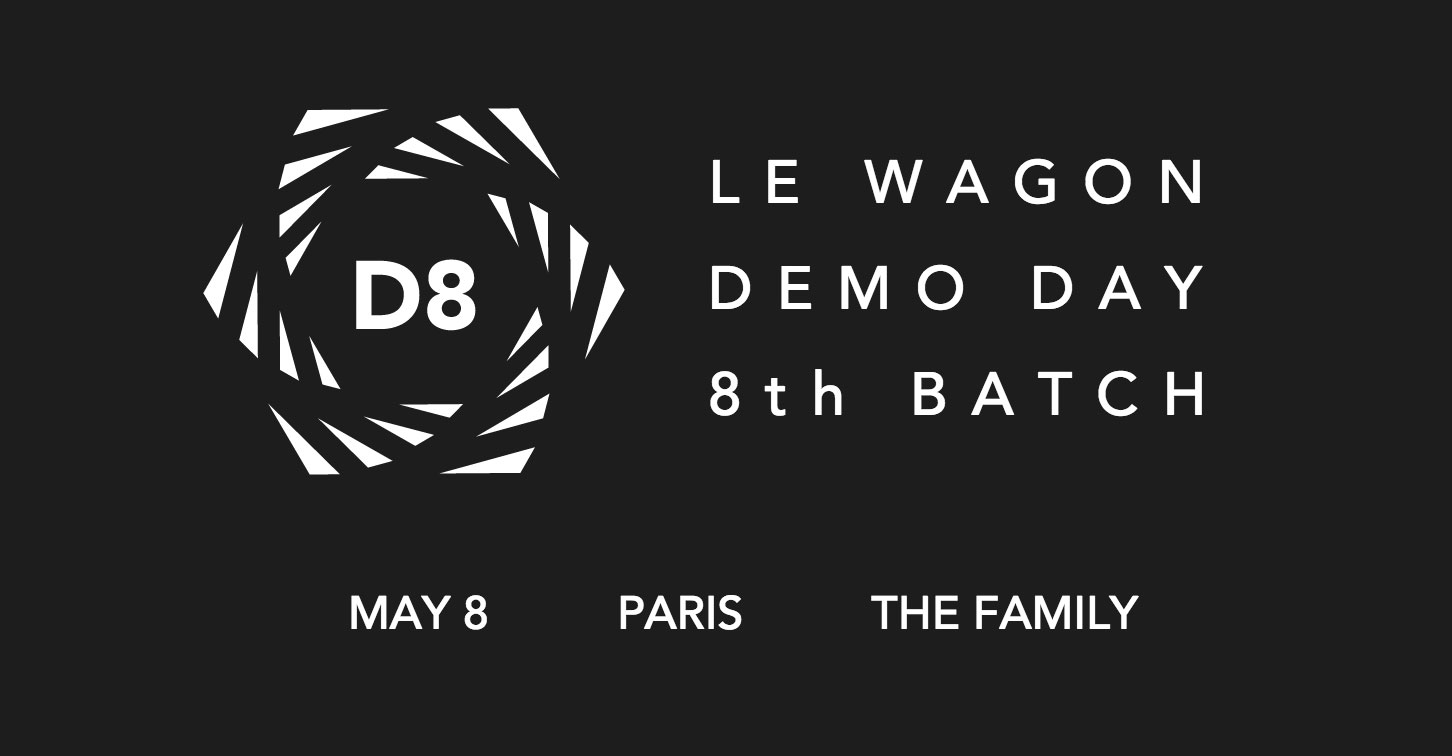 D8
LE WAGON
DEMO DAY
8th BATCH
MAY 8 PARIS THE FAMILY